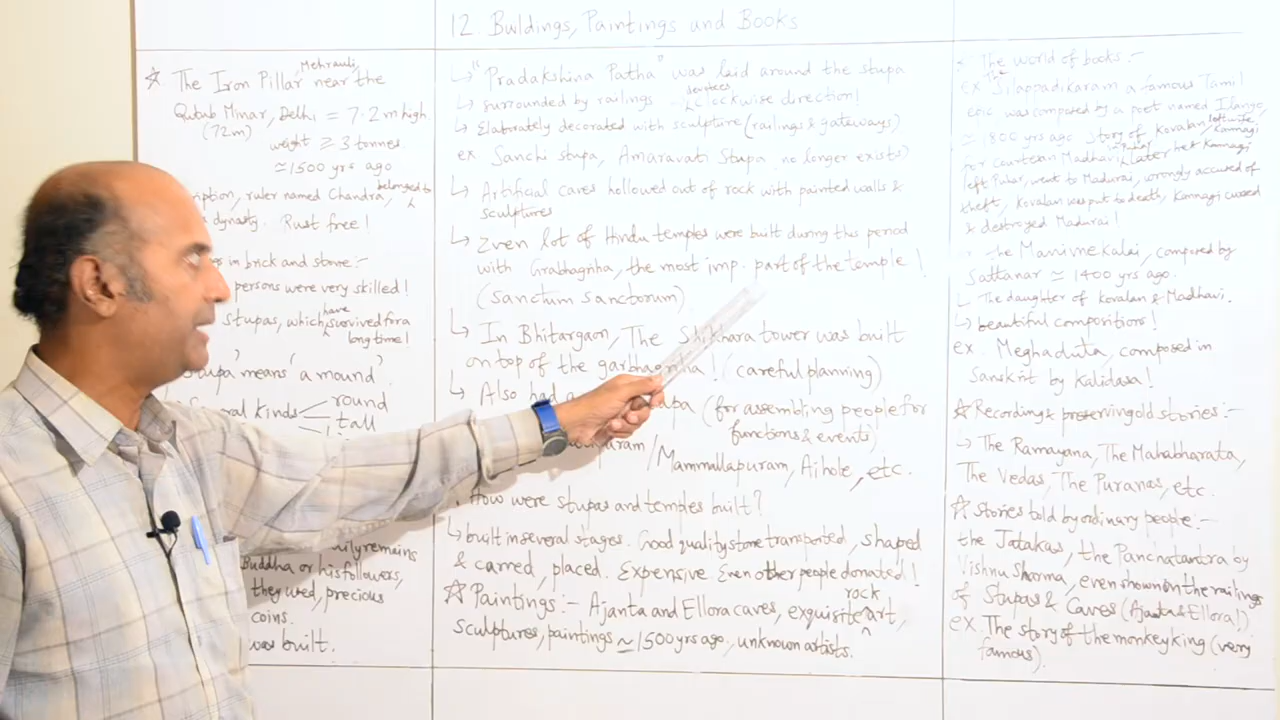 12. Buildings, Paintings and Books
☆ The Iron Pillar near the
Mehrauli,
Qutub Minar, Delhi = 7.2 m high
(72m)
weight ≥ 3 tonnes
≃ 1500 yrs ago
ption, ruler named Chandra, belonged to
dynasty. Rust free!
s in brick and stone:-
persons were very skilled!
stupas, which have survived for a
long time!
means 'a mound'
Kinds round
tall
remains
Buddha or his followers,
they used, precious
coins.
was built.
↳ "Pradakshina Patha" was laid around the stupa
↳ surrounded by railings clockwise direction!
↳ Elaborately decorated with sculpture (railings & gateways)
ex Sanchi stupa, Amaravati Stupa no longer exists)
↳ Artificial caves hollowed out of rock with painted walls &
sculptures
↳ Even lot of Hindu temples were built during this period
with Grabhagriha, the most imp. part of the temple!
(sanctum sanctorum)
↳ In Bhitargaon, The tower was built
on top of the ! (careful planning)
↳ Also had a (for assembling people for
functions & events)
/Mammallapuram, Aihole, etc.
How were stupas and temples built?
↳ built in several stages. Good quality stone transported, shaped
& carved, placed. Expensive Even other people donated!
☆ Paintings:- Ajanta and Ellora caves, exquisite rock art,
sculptures, paintings ≃ 1500 yrs ago, unknown artists.
The world of books:-
ex The Silappadikaram a famous Tamil
epic was composed by a poet named Ilango,
≃ 1800 yrs ago story of Kovalan left wife, Kannagi
for courtesan Madhavi, later he & Kannagi
left Puhar, went to Madurai, wrongly accused of
theft, Kovalan was put to death, Kannagi cursed
& destroyed Madurai!
the Manimekalai, composed by
Sattanar ≃ 1400 yrs ago.
↳ The daughter of Kovalan & Madhavi.
↳ beautiful compositions!
ex. Meghaduta, composed in
Sanskrit by Kalidasa!
☆ Recording & preserving old stories:-
↳ The Ramayana, The Mahabharata,
The Vedas, The Puranas, etc.
☆ Stories told by ordinary people:-
the Jatakas, the Panchatantra by
Vishnu Sharma, even shown on the railings
of Stupas & Caves (Ajanta & Ellora!)
ex. The story of the monkey king (very
famous).